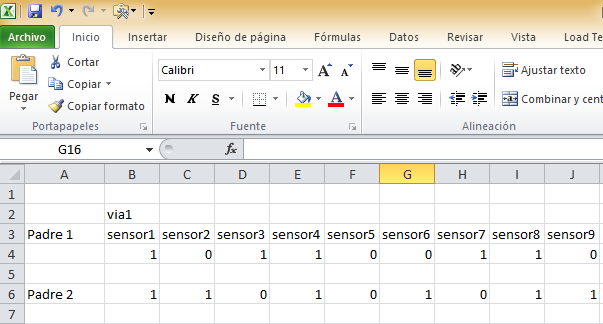 Archivo Inicio Insertar Diseño de página Fórmulas Datos Revisar Vista Load Te
Cortar
Copiar
Copiar formato
Pegar
Portapapeles
Calibri 11 A A
N K S A
Fuente
Ajustar texto
Combinar y cent
Alineación
G16 fx
A B C D E F G H I J
1
2 via1
3 Padre 1 sensor1 sensor2 sensor3 sensor4 sensor5 sensor6 sensor7 sensor8 sensor9
4 1 0 1 1 0 0 1 1 0
5
6 Padre 2 1 1 0 1 0 1 0 1 1
7